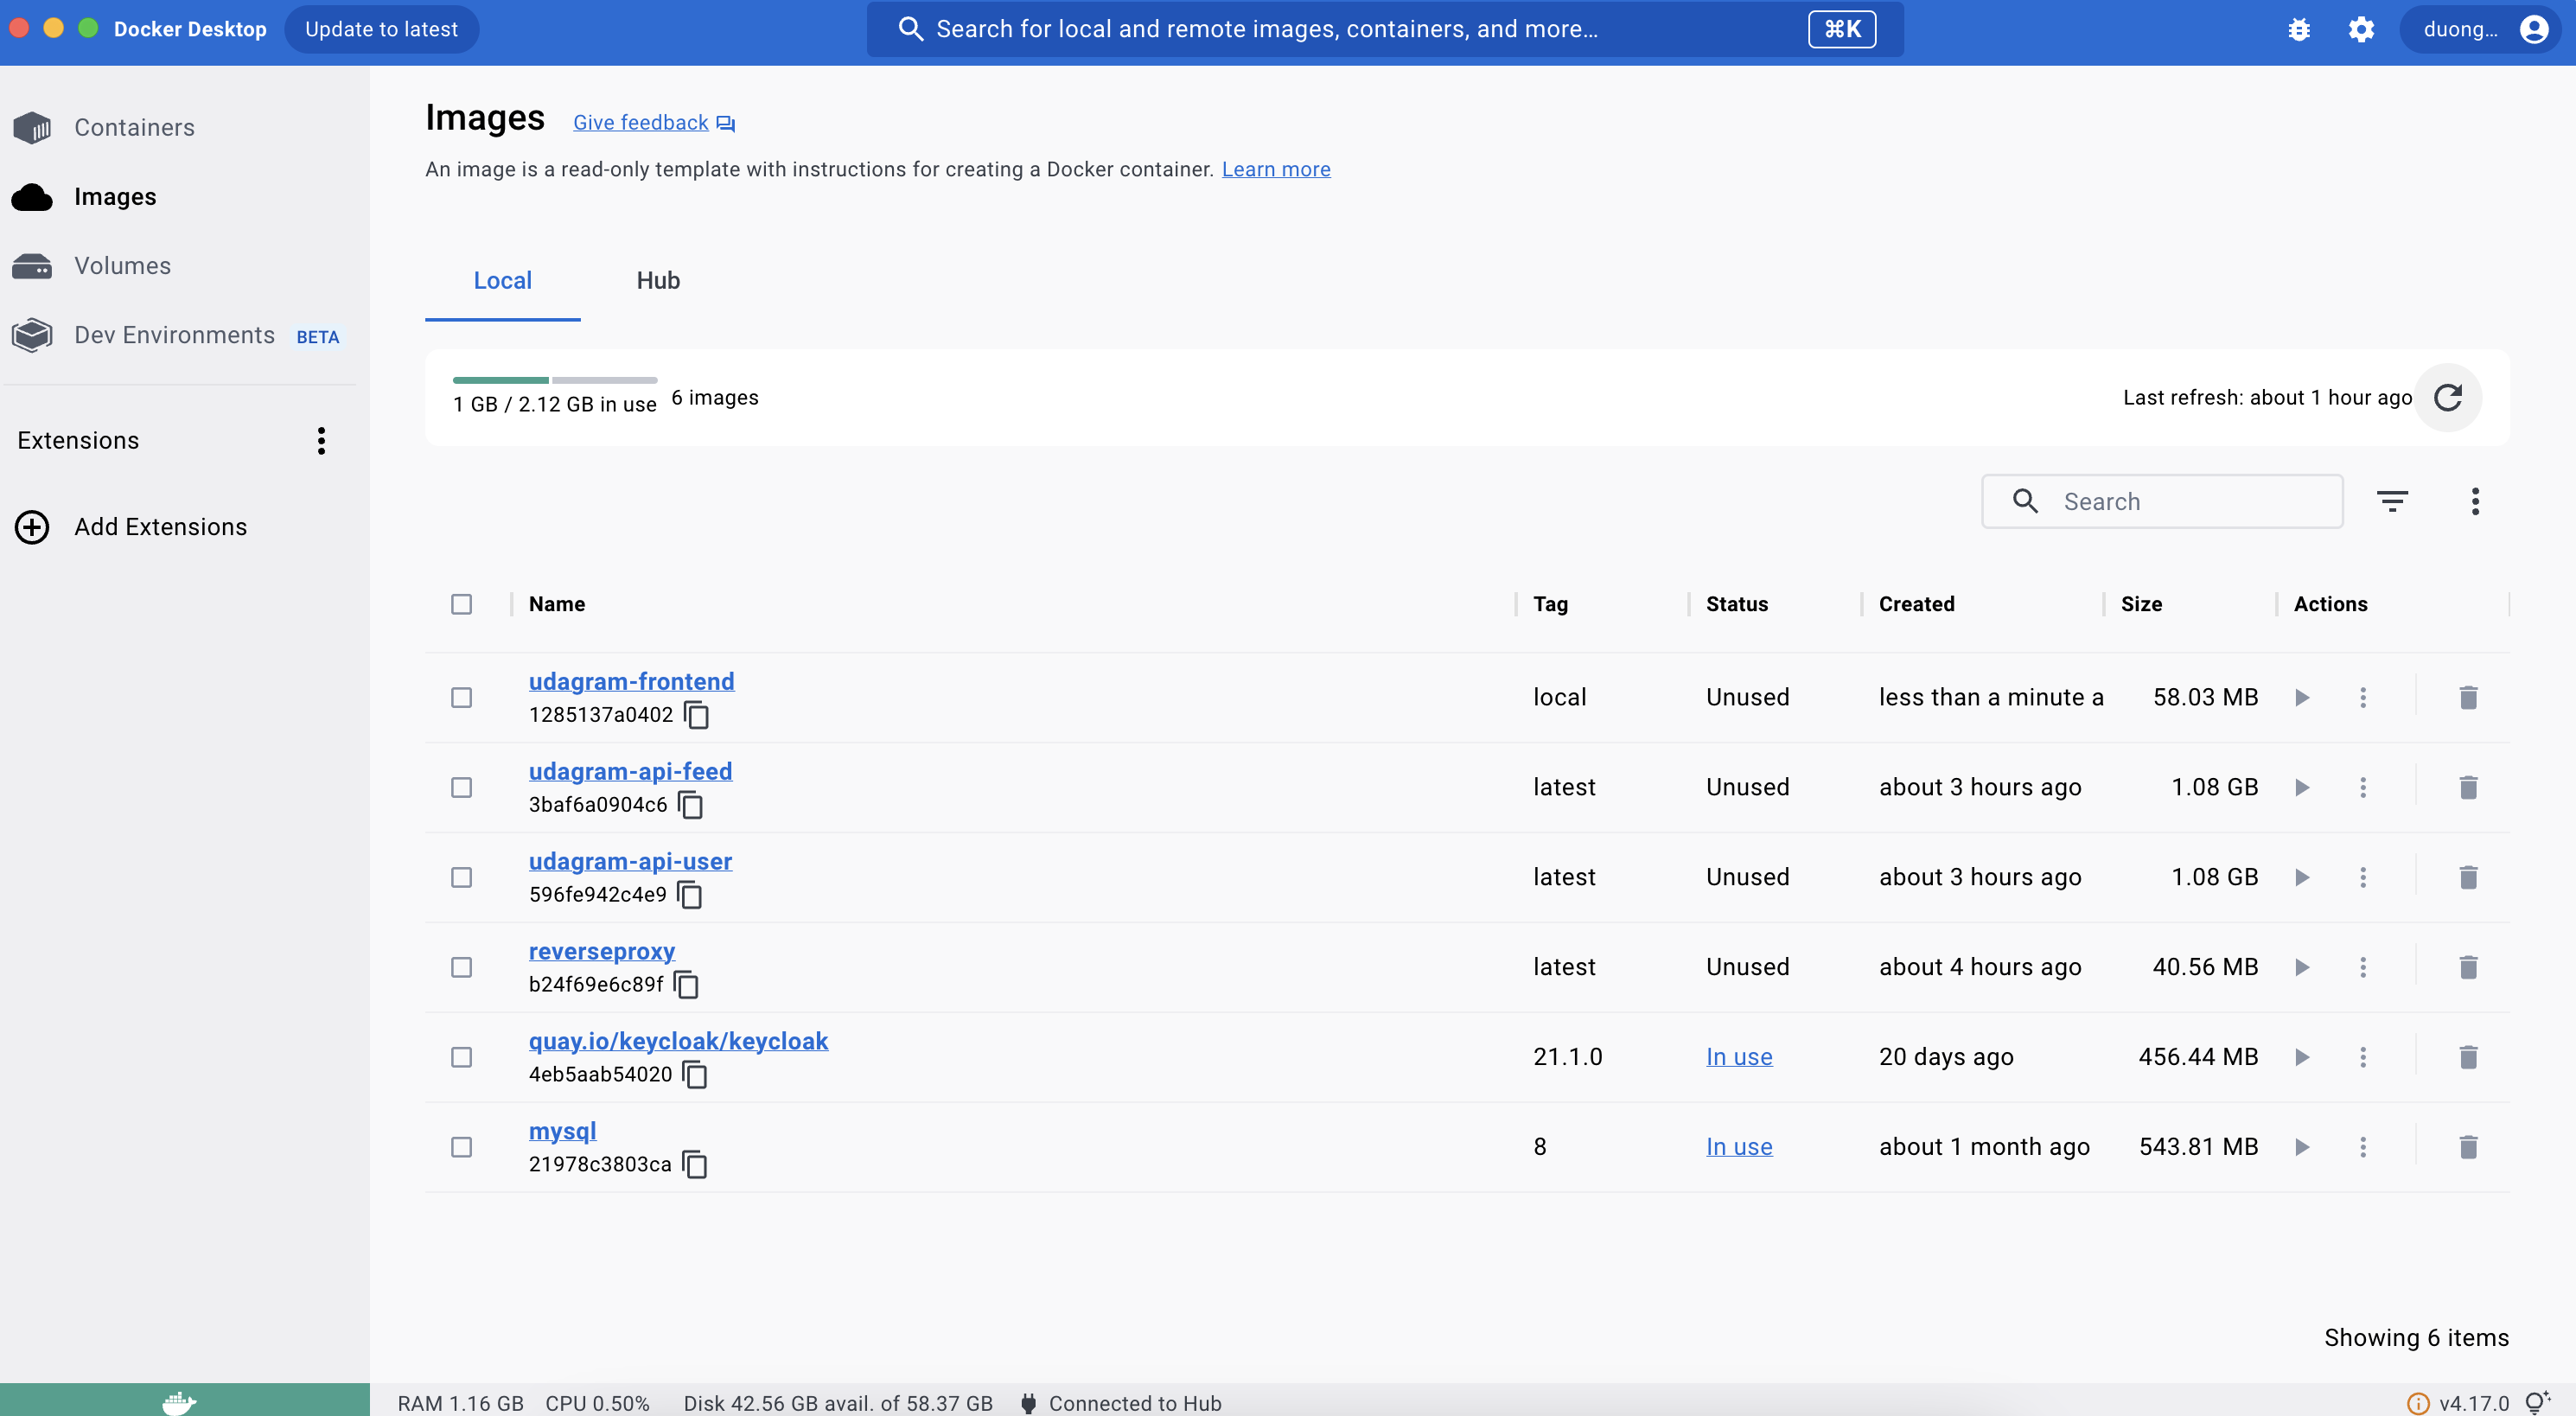 Docker Desktop Update to latest Search for local and remote images, containers, and more... ⌘K duong...
Containers
Images
Volumes
Dev Environments BETA
Extensions
Add Extensions
Images Give feedback
An image is a read-only template with instructions for creating a Docker container. Learn more
Local Hub
1 GB / 2.12 GB in use 6 images Last refresh: about 1 hour ago
Search
Name Tag Status Created Size Actions
udagram-frontend
1285137a0402 local Unused less than a minute a 58.03 MB
udagram-api-feed
3baf6a0904c6 latest Unused about 3 hours ago 1.08 GB
udagram-api-user
596fe942c4e9 latest Unused about 3 hours ago 1.08 GB
reverseproxy
b24f69e6c89f latest Unused about 4 hours ago 40.56 MB
quay.io/keycloak/keycloak
4eb5aab54020 21.1.0 In use 20 days ago 456.44 MB
mysql
21978c3803ca 8 In use about 1 month ago 543.81 MB
Showing 6 items
RAM 1.16 GB CPU 0.50% Disk 42.56 GB avail. of 58.37 GB Connected to Hub v4.17.0